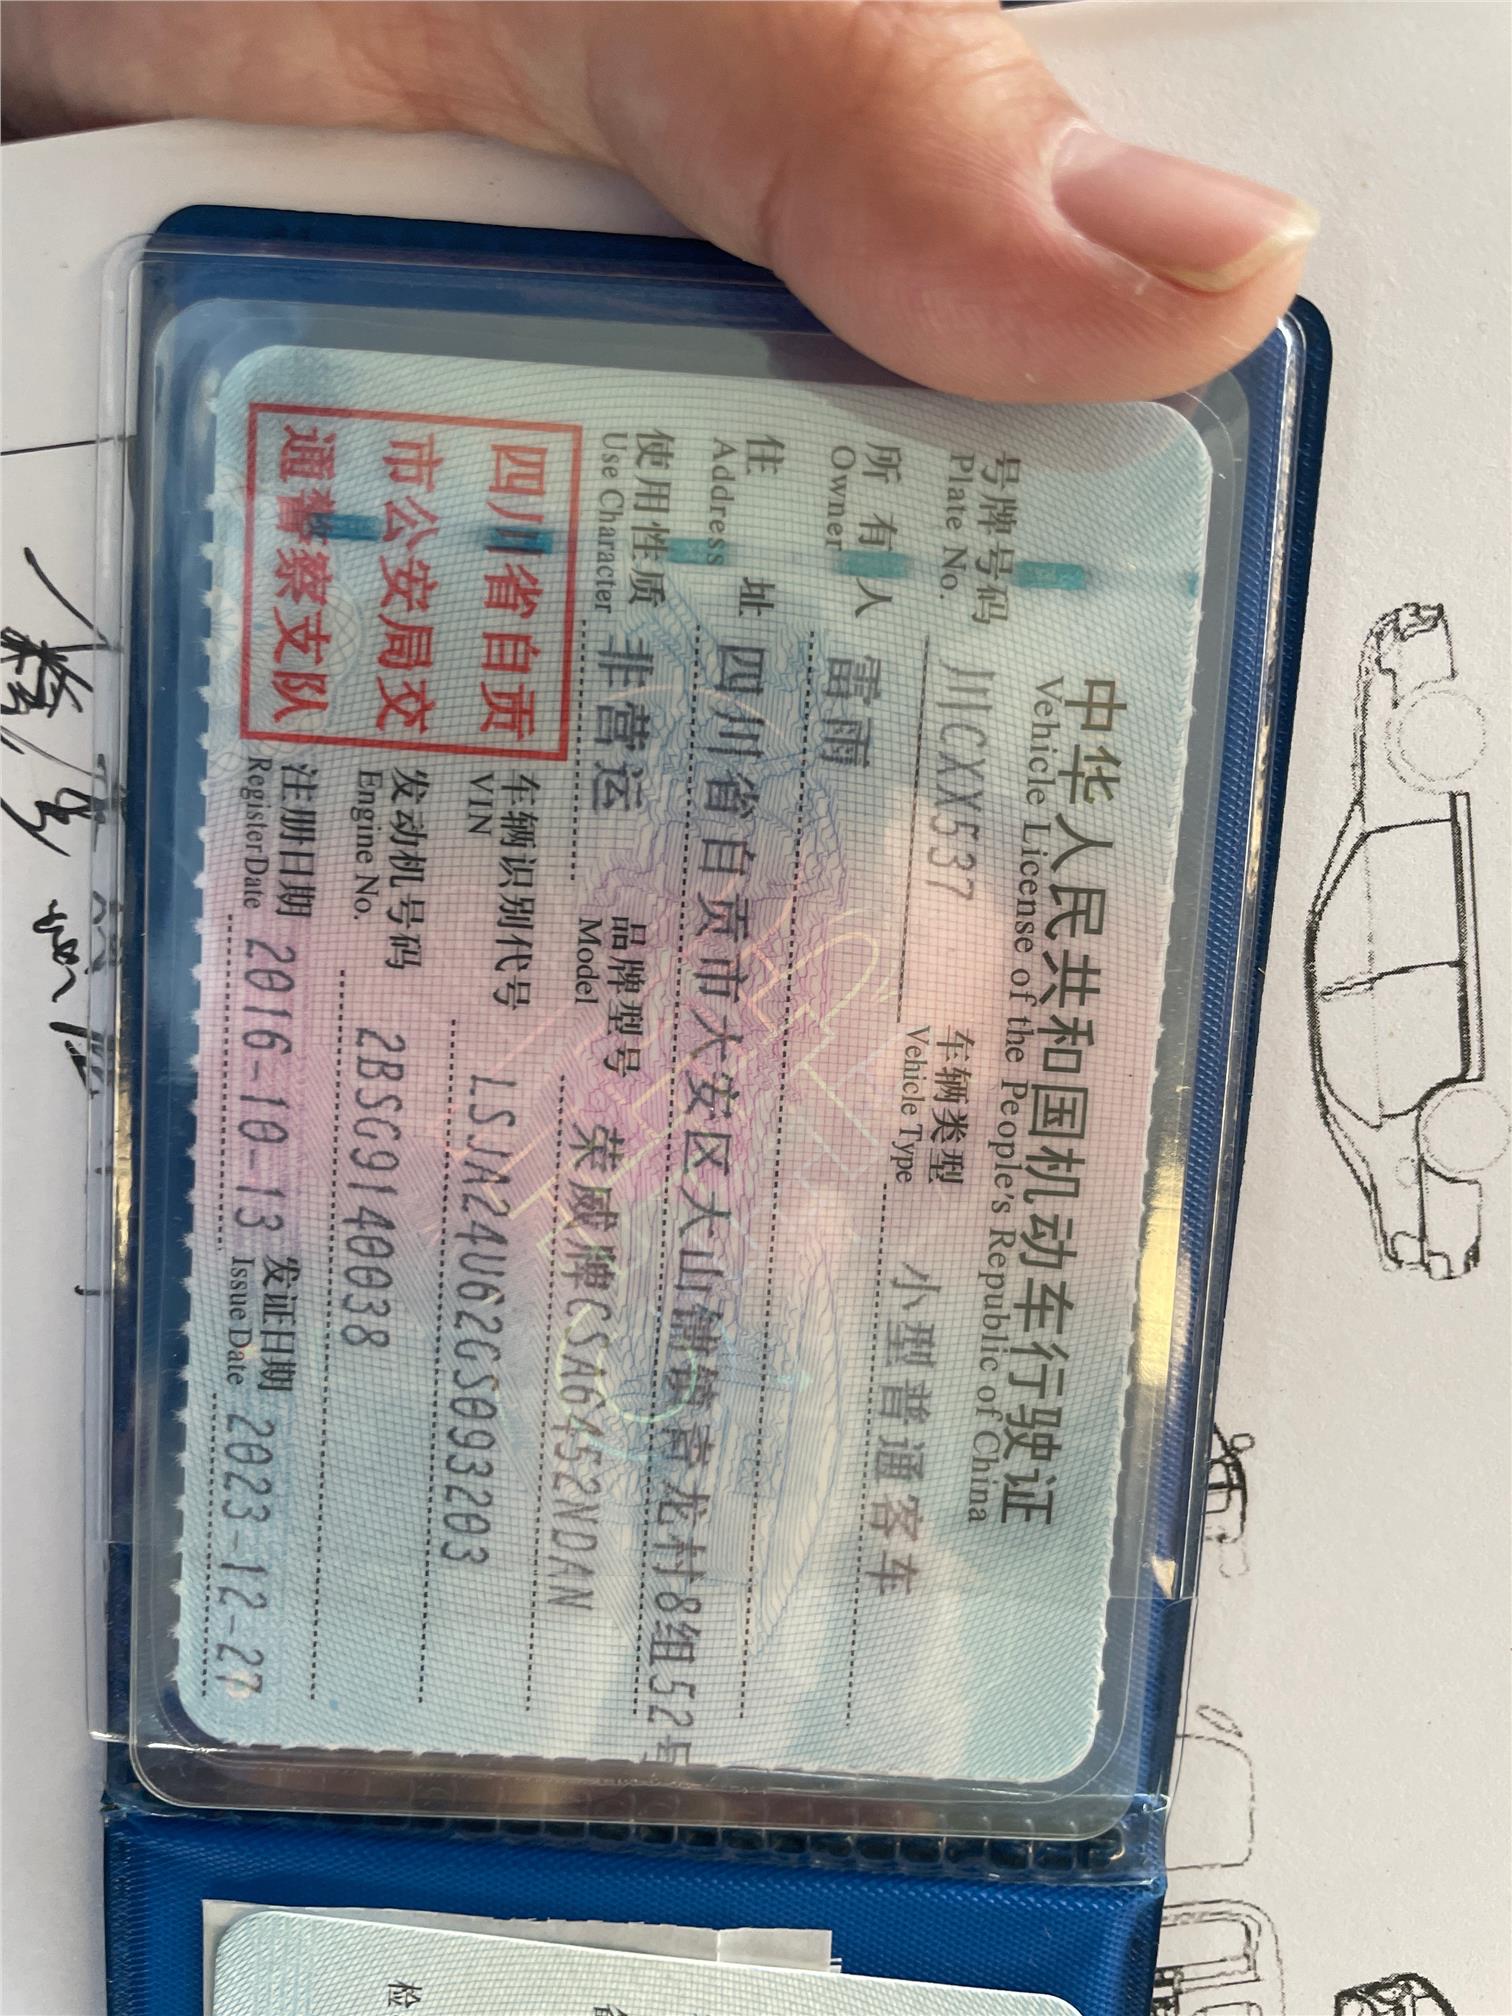 中华人民共和国机动车行驶证
Vehicle License of the People's Republic of China
号牌号码 川CXX537 车辆类型 小型普通客车
Plate No. Vehicle Type
所有人 雷雨
Owner
住址 四川省自贡市大安区大山铺镇高龙村8组52号
Address
使用性质 非营运 品牌型号 荣威牌CSA6452NDAN
Use Character Model
四川省自贡
市公安局交
通警察支队
车辆识别代号 LSJA24U62GS093203
VIN
发动机号码 2BSG9140038
Engine No.
注册日期 2016-10-13 发证日期 2023-12-27
Register Date Issue Date
检